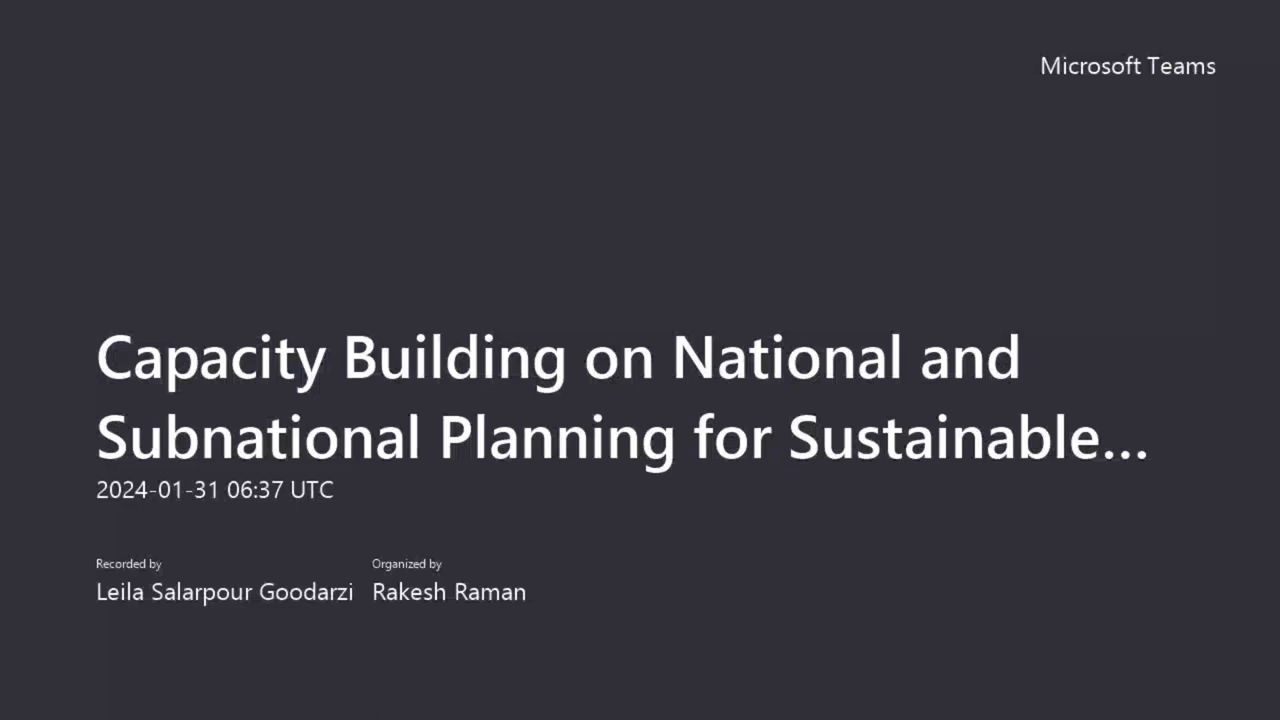 Microsoft Teams
Capacity Building on National and
Subnational Planning for Sustainable...
2024-01-31 06:37 UTC
Recorded by
Leila Salarpour Goodarzi
Organized by
Rakesh Raman